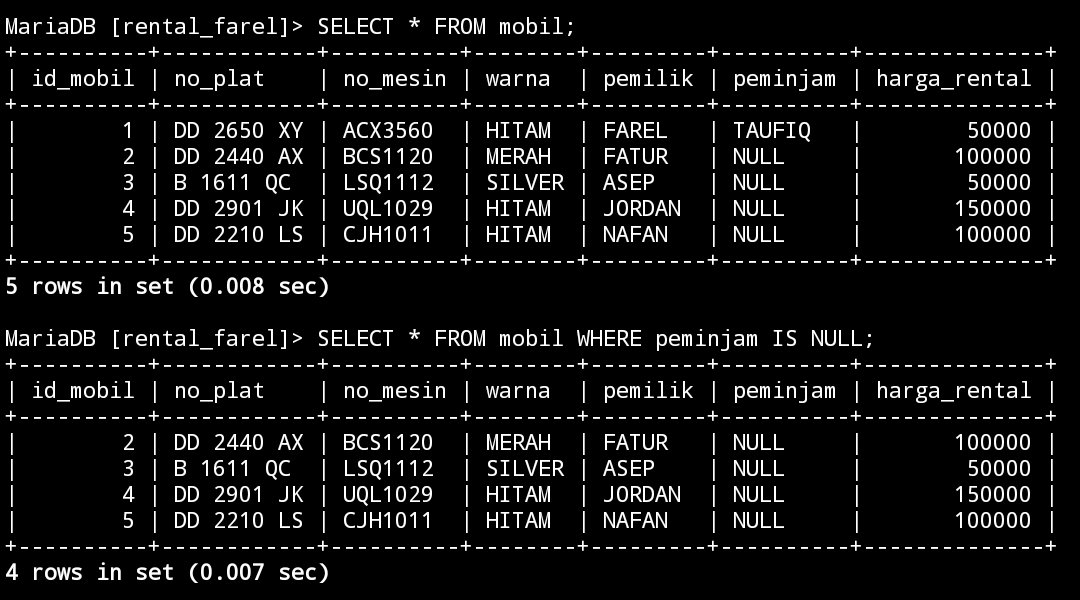 MariaDB [rental_farel]> SELECT * FROM mobil;
+----------+------------+----------+--------+---------+----------+--------------+
| id_mobil | no_plat    | no_mesin | warna  | pemilik | peminjam | harga_rental |
+----------+------------+----------+--------+---------+----------+--------------+
|        1 | DD 2650 XY | ACX3560  | HITAM  | FAREL   | TAUFIQ   |        50000 |
|        2 | DD 2440 AX | BCS1120  | MERAH  | FATUR   | NULL     |       100000 |
|        3 | B 1611 QC  | LSQ1112  | SILVER | ASEP    | NULL     |        50000 |
|        4 | DD 2901 JK | UQL1029  | HITAM  | JORDAN  | NULL     |       150000 |
|        5 | DD 2210 LS | CJH1011  | HITAM  | NAFAN   | NULL     |       100000 |
+----------+------------+----------+--------+---------+----------+--------------+
5 rows in set (0.008 sec)
MariaDB [rental_farel]> SELECT * FROM mobil WHERE peminjam IS NULL;
+----------+------------+----------+--------+---------+----------+--------------+
| id_mobil | no_plat    | no_mesin | warna  | pemilik | peminjam | harga_rental |
+----------+------------+----------+--------+---------+----------+--------------+
|        2 | DD 2440 AX | BCS1120  | MERAH  | FATUR   | NULL     |       100000 |
|        3 | B 1611 QC  | LSQ1112  | SILVER | ASEP    | NULL     |        50000 |
|        4 | DD 2901 JK | UQL1029  | HITAM  | JORDAN  | NULL     |       150000 |
|        5 | DD 2210 LS | CJH1011  | HITAM  | NAFAN   | NULL     |       100000 |
+----------+------------+----------+--------+---------+----------+--------------+
4 rows in set (0.007 sec)